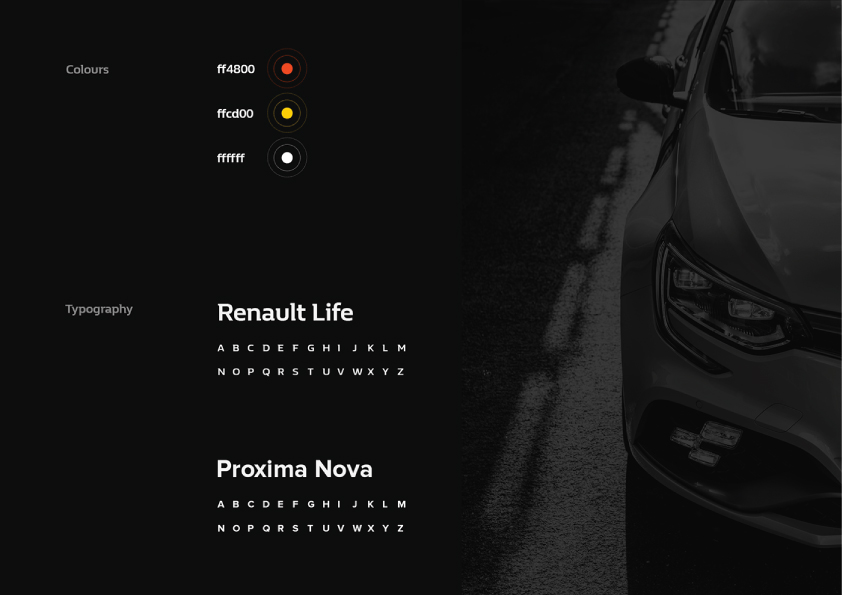 Colours
ff4800
ffcd00
ffffff
Typography
Renault Life
A B C D E F G H I J K L M
N O P Q R S T U V W X Y Z
Proxima Nova
A B C D E F G H I J K L M
N O P Q R S T U V W X Y Z